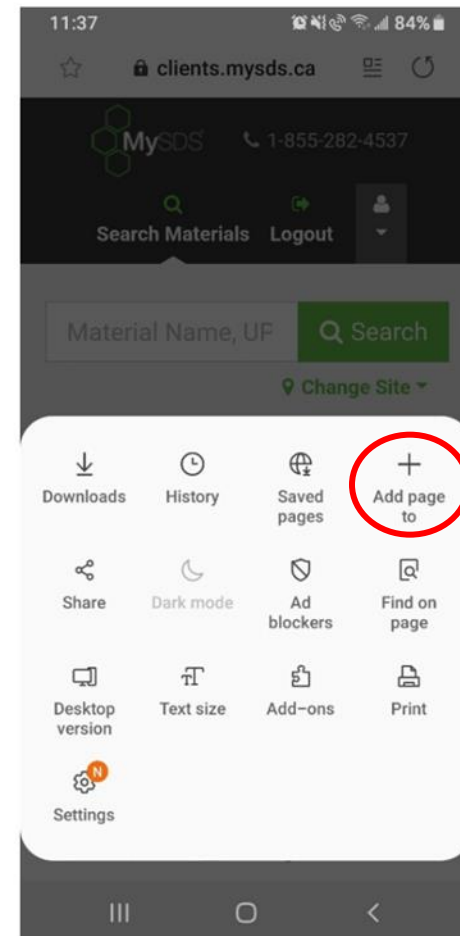 11:37 84%
clients.mysds.ca
MySDS 1-855-282-4537
Search Materials Logout
Material Name, UP Search
Change Site
Downloads History Saved Add page
pages to
Share Dark mode Ad Find on
blockers page
Desktop Text size Add-ons Print
version
N
Settings